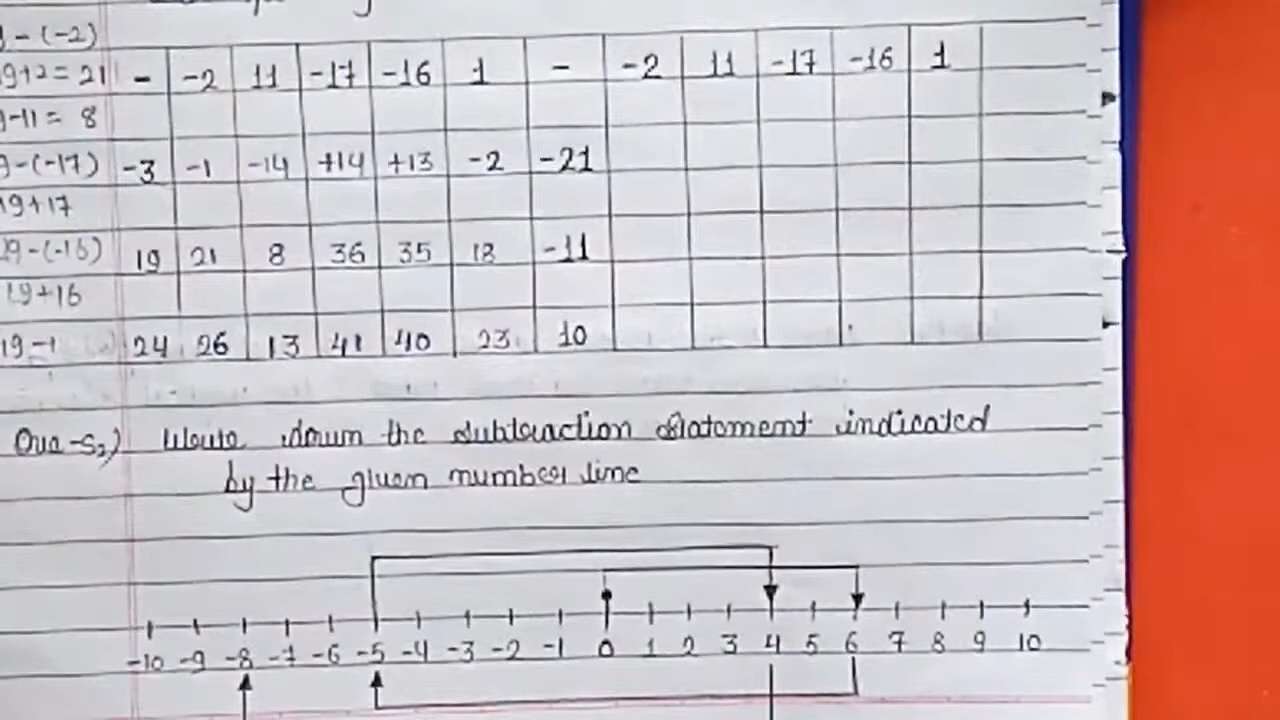 9-(-2)
19+2 = 21 - -2 11 -17 -16 1 - -2 11 -17 -16 1
9-11 = 8
9-(-17) -3 -1 -14 +14 +13 -2 -21
19+17
19-(-16) 19 21 8 36 35 18 -11
19+16
19-1 24 26 13 41 40 23 10
Que-5₂) Write down the subtraction statement indicated
by the given number line
-10 -9 -8 -7 -6 -5 -4 -3 -2 -1 0 1 2 3 4 5 6 7 8 9 10